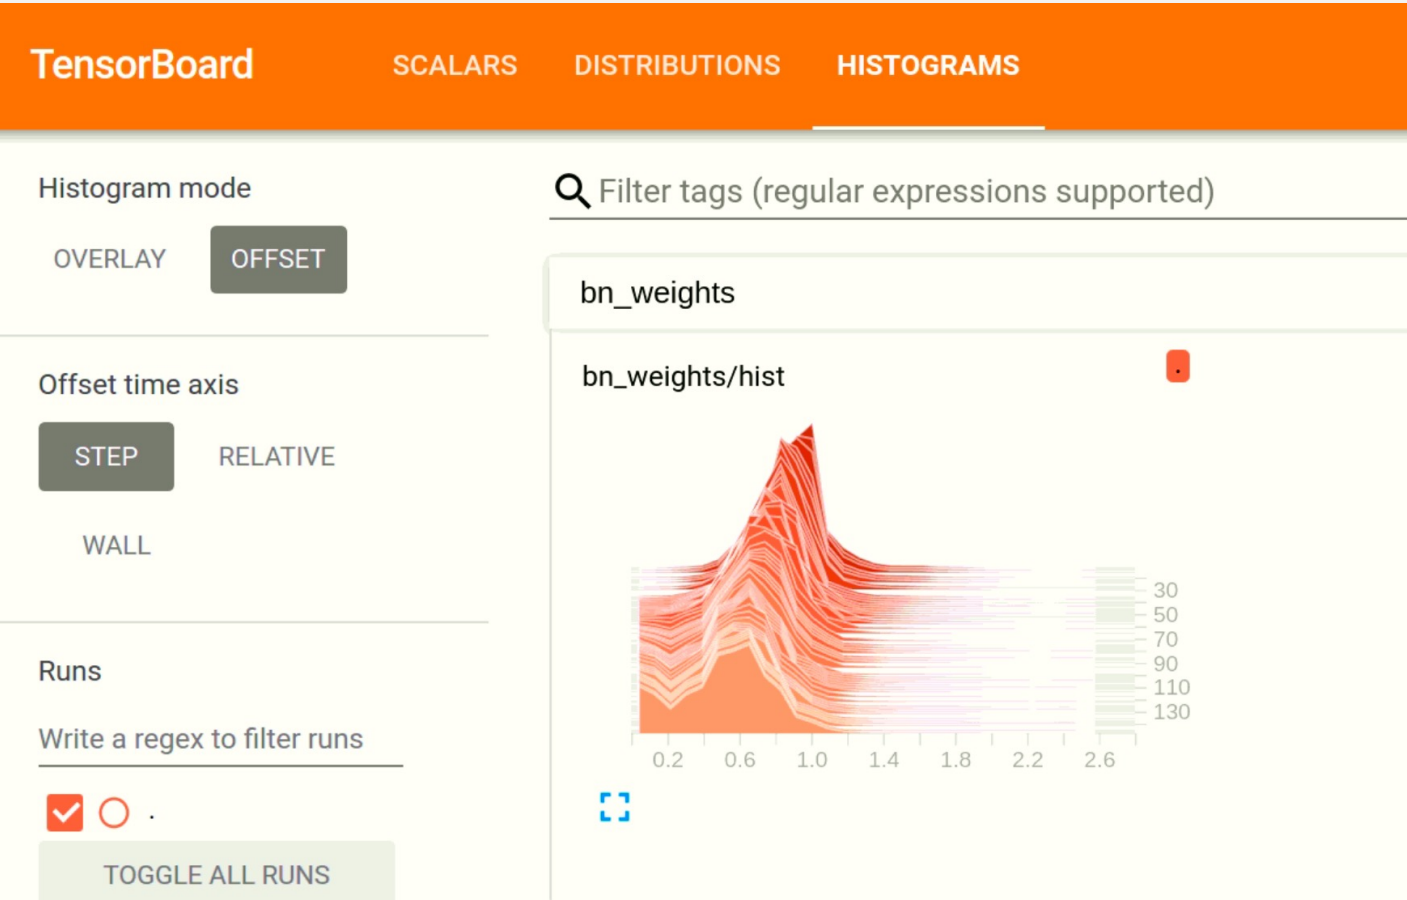 TensorBoard SCALARS DISTRIBUTIONS HISTOGRAMS
Histogram mode
OVERLAY OFFSET
Offset time axis
STEP RELATIVE
WALL
Runs
Write a regex to filter runs
.
TOGGLE ALL RUNS
Filter tags (regular expressions supported)
bn_weights
bn_weights/hist
.
30
50
70
90
110
130
0.2 0.6 1.0 1.4 1.8 2.2 2.6